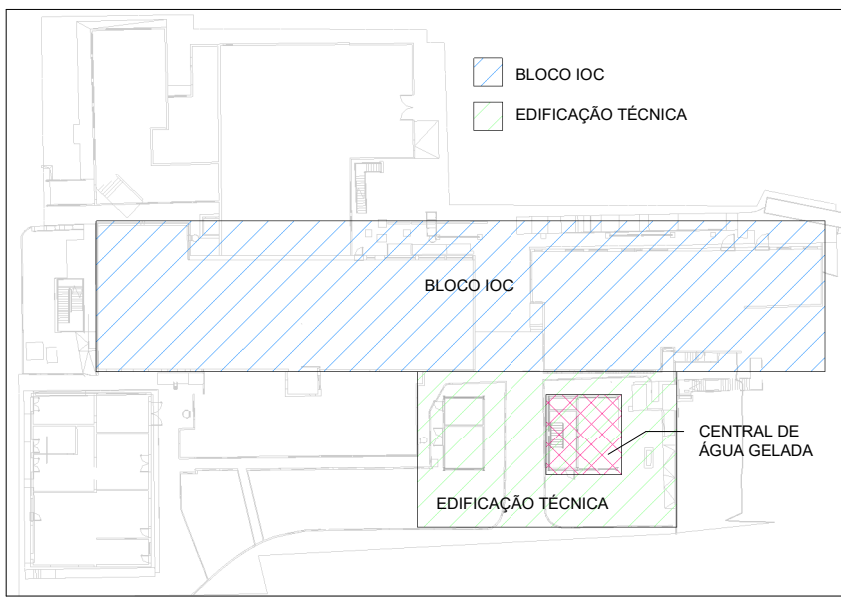 BLOCO IOC
EDIFICAÇÃO TÉCNICA
BLOCO IOC
CENTRAL DE
ÁGUA GELADA
EDIFICAÇÃO TÉCNICA